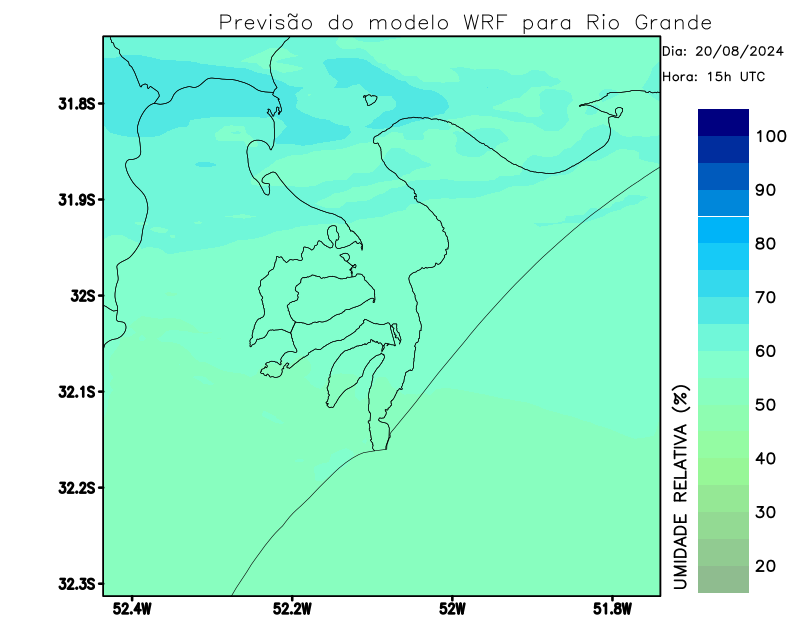 Previsão do modelo WRF para Rio Grande
Dia: 20/08/2024
Hora: 15h UTC
31.8S
31.9S
32S
32.1S
32.2S
32.3S
52.4W
52.2W
52W
51.8W
100
90
80
70
60
50
40
30
20
UMIDADE RELATIVA (%)